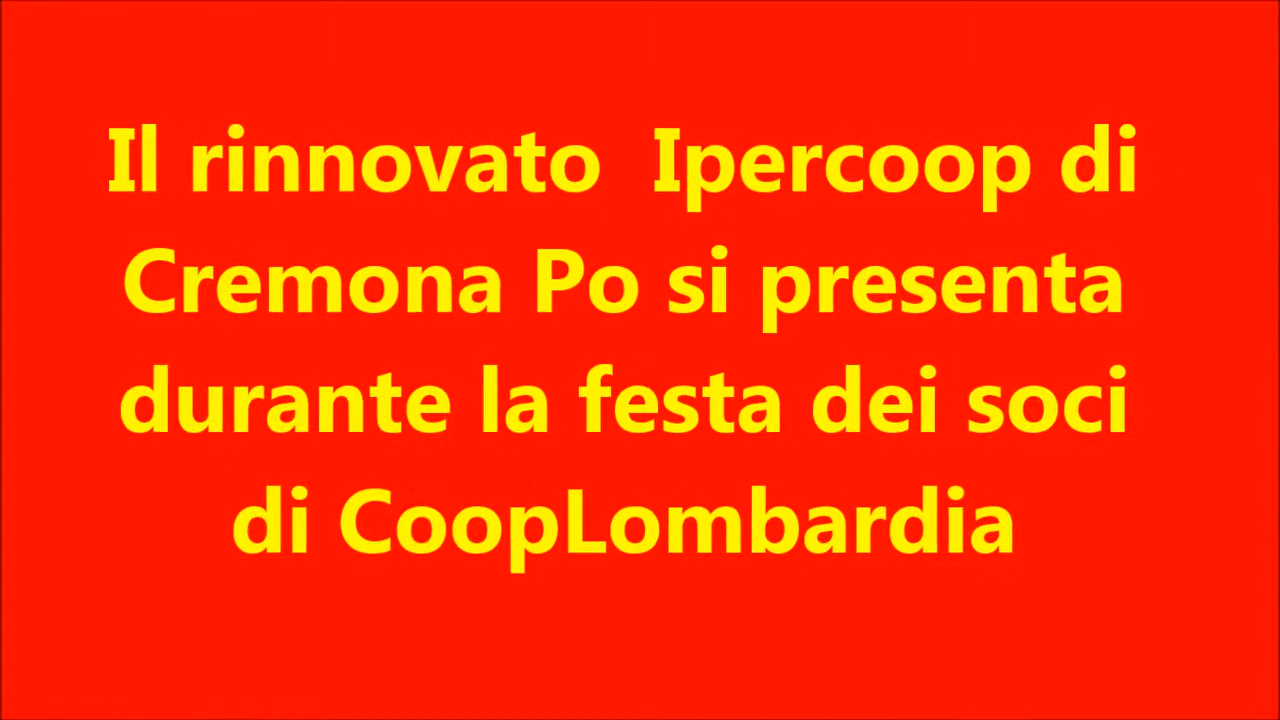 Il rinnovato  Ipercoop di
Cremona Po si presenta
durante la festa dei soci
di CoopLombardia